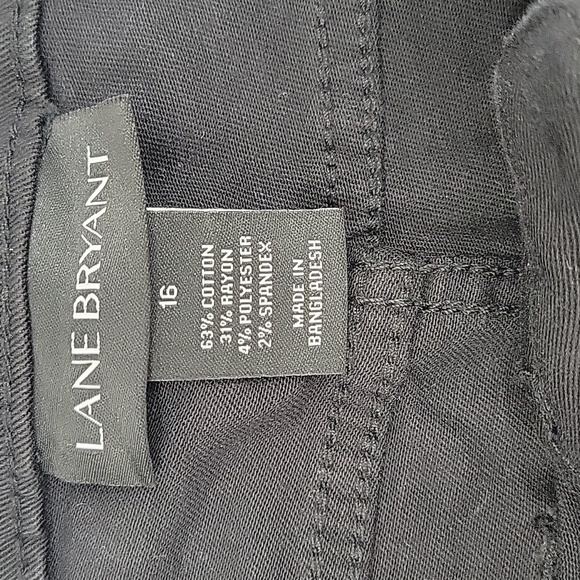 LANE BRYANT
16
63% COTTON
31% RAYON
4% POLYESTER
2% SPANDEX
MADE IN
BANGLADESH